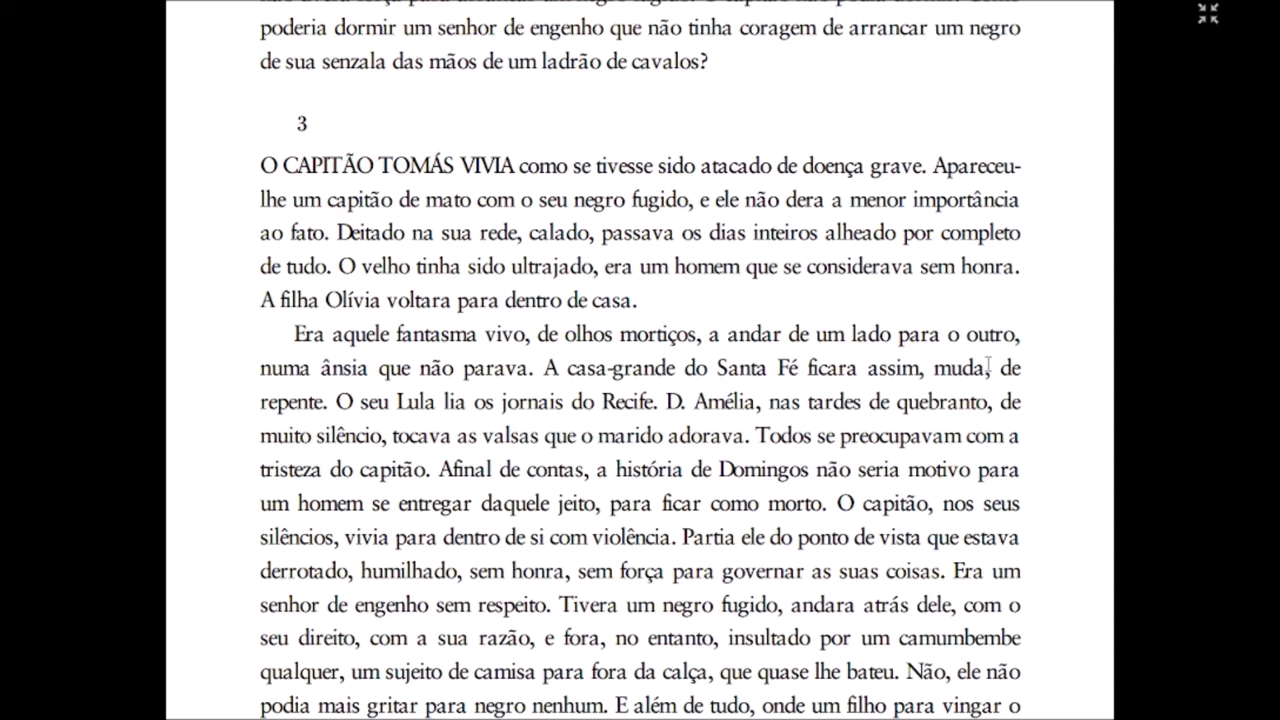 poderia dormir um senhor de engenho que não tinha coragem de arrancar um negro
de sua senzala das mãos de um ladrão de cavalos?
3
O CAPITÃO TOMÁS VIVIA como se tivesse sido atacado de doença grave. Apareceu-
lhe um capitão de mato com o seu negro fugido, e ele não dera a menor importância
ao fato. Deitado na sua rede, calado, passava os dias inteiros alheado por completo
de tudo. O velho tinha sido ultrajado, era um homem que se considerava sem honra.
A filha Olívia voltara para dentro de casa.
Era aquele fantasma vivo, de olhos mortiços, a andar de um lado para o outro,
numa ânsia que não parava. A casa-grande do Santa Fé ficara assim, muda, de
repente. O seu Lula lia os jornais do Recife. D. Amélia, nas tardes de quebranto, de
muito silêncio, tocava as valsas que o marido adorava. Todos se preocupavam com a
tristeza do capitão. Afinal de contas, a história de Domingos não seria motivo para
um homem se entregar daquele jeito, para ficar como morto. O capitão, nos seus
silêncios, vivia para dentro de si com violência. Partia ele do ponto de vista que estava
derrotado, humilhado, sem honra, sem força para governar as suas coisas. Era um
senhor de engenho sem respeito. Tivera um negro fugido, andara atrás dele, com o
seu direito, com a sua razão, e fora, no entanto, insultado por um camumbembe
qualquer, um sujeito de camisa para fora da calça, que quase lhe bateu. Não, ele não
podia mais gritar para negro nenhum. E além de tudo, onde um filho para vingar o